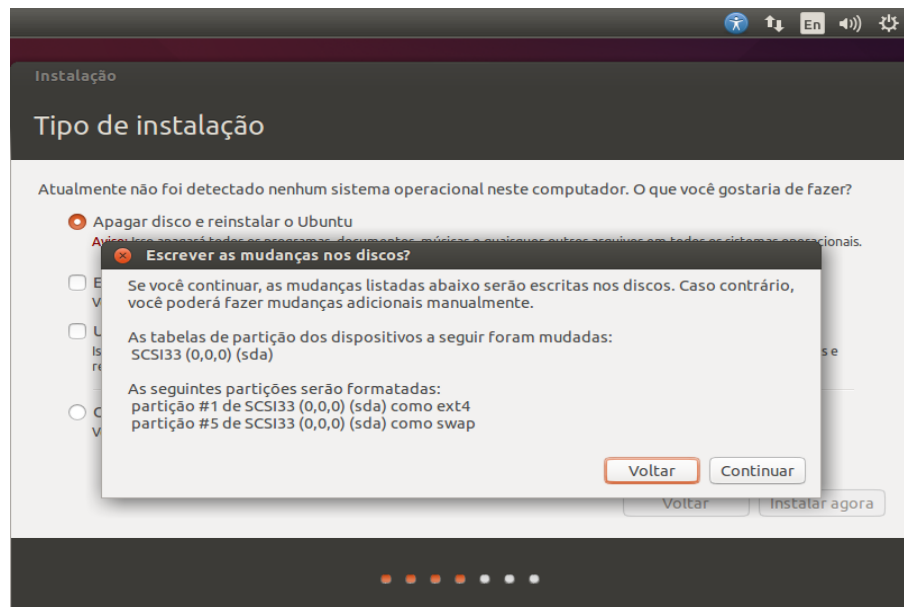 En
Instalação
Tipo de instalação
Atualmente não foi detectado nenhum sistema operacional neste computador. O que você gostaria de fazer?
Apagar disco e reinstalar o Ubuntu
Escrever as mudanças nos discos?
Se você continuar, as mudanças listadas abaixo serão escritas nos discos. Caso contrário,
você poderá fazer mudanças adicionais manualmente.
As tabelas de partição dos dispositivos a seguir foram mudadas:
SCSI33 (0,0,0) (sda)
As seguintes partições serão formatadas:
partição #1 de SCSI33 (0,0,0) (sda) como ext4
partição #5 de SCSI33 (0,0,0) (sda) como swap
Voltar Continuar
Voltar Instalar agora